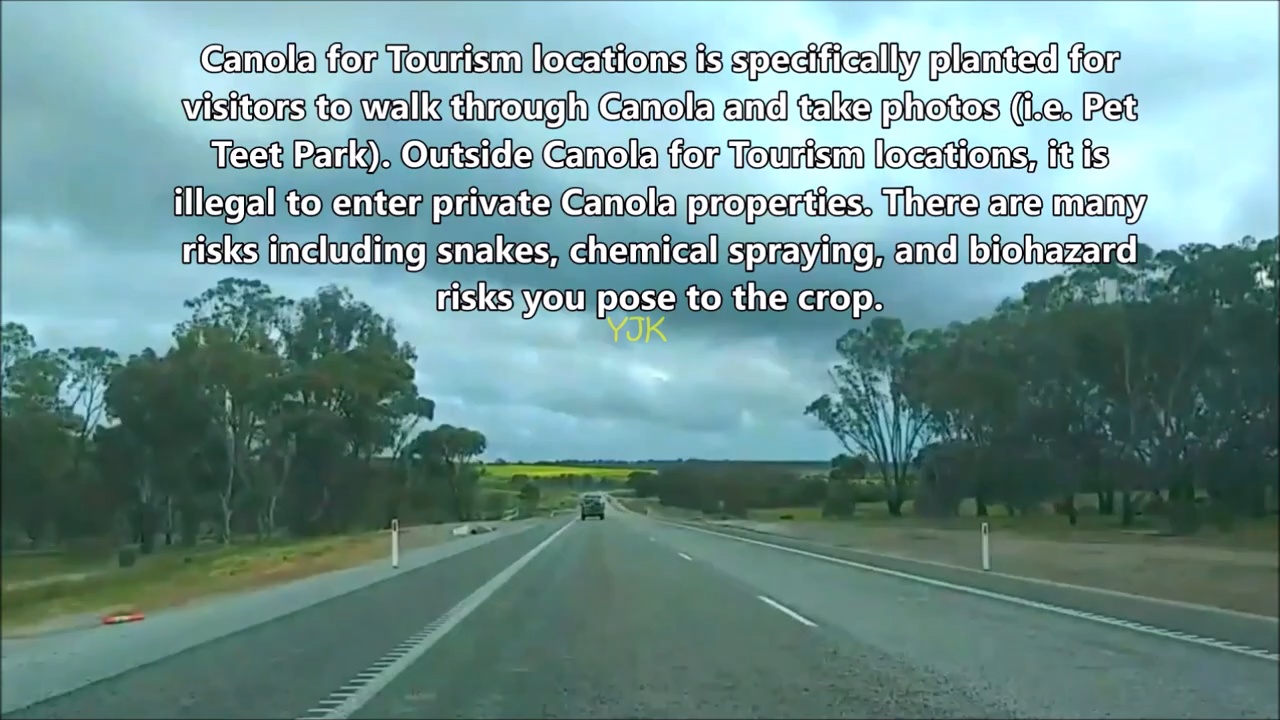 Canola for Tourism locations is specifically planted for
visitors to walk through Canola and take photos (i.e. Pet
Teet Park). Outside Canola for Tourism locations, it is
illegal to enter private Canola properties. There are many
risks including snakes, chemical spraying, and biohazard
risks you pose to the crop.
YJK